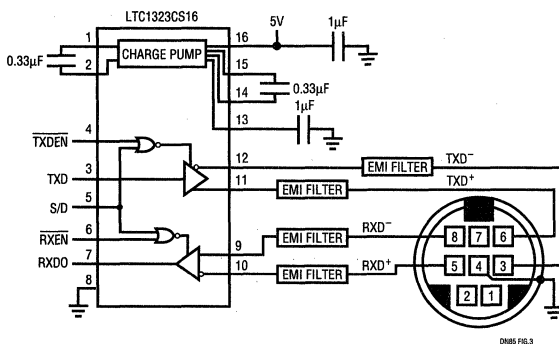 LTC1323CS16
1
2
0.33µF
CHARGE PUMP
16
5V
1µF
15
14
0.33µF
13
1µF
TXDEN
4
TXD
3
S/D
5
RXEN
6
RXDO
7
8
12
EMI FILTER
TXD–
11
EMI FILTER
TXD+
9
EMI FILTER
RXD–
10
EMI FILTER
RXD+
8
7
6
5
4
3
2
1
DN85 FIG.3